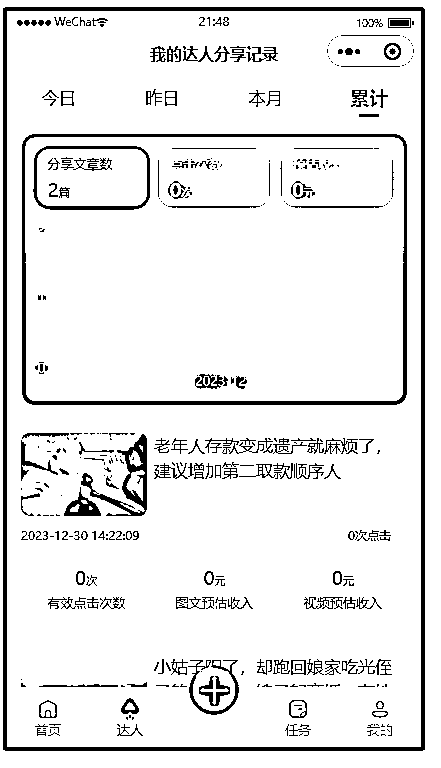 WeChat 21:48 100%
我的达人分享记录
今日 昨日 本月 累计
分享文章数
2篇 0次 0元
2023-12
老年人存款变成遗产就麻烦了，
建议增加第二取款顺序人
2023-12-30 14:22:09 0次点击
0次 0元 0元
有效点击次数 图文预估收入 视频预估收入
小姑子阳了，却跑回娘家吃光侄
首页 达人 任务 我的